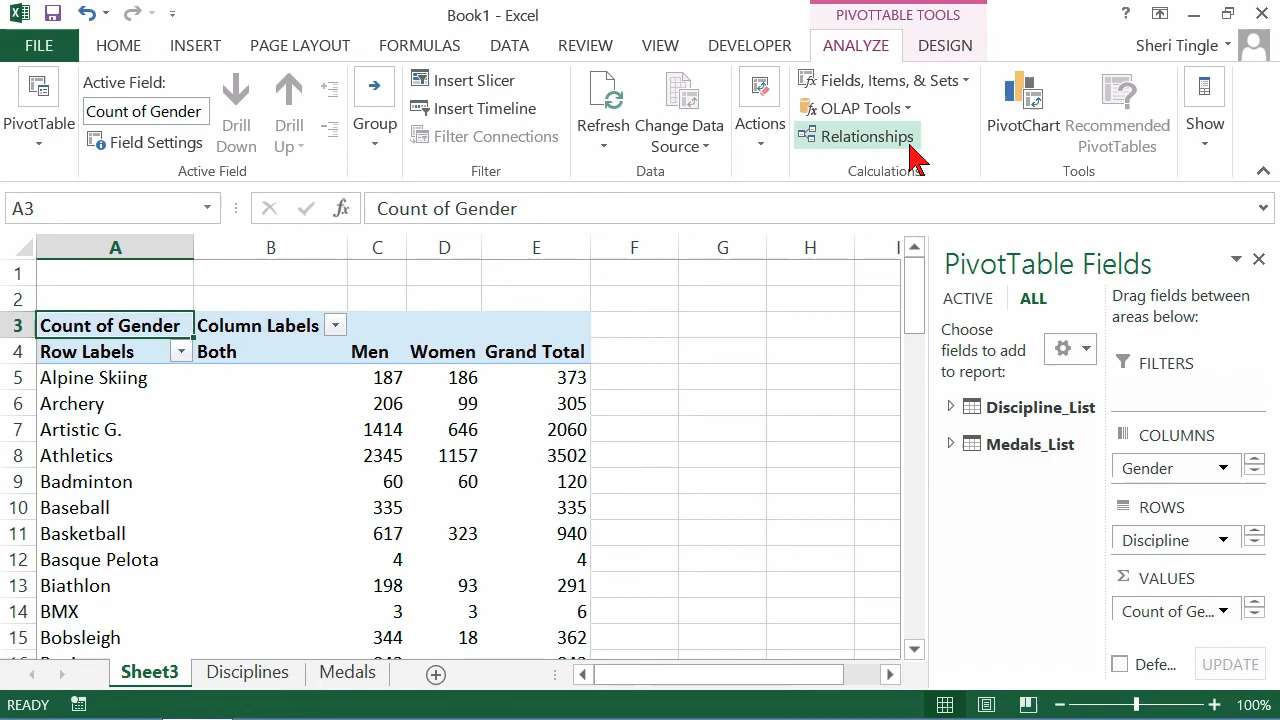 Book1 - Excel
PIVOTTABLE TOOLS
?
FILE HOME INSERT PAGE LAYOUT FORMULAS DATA REVIEW VIEW DEVELOPER ANALYZE DESIGN Sheri Tingle
PivotTable
Active Field:
Count of Gender
Field Settings
Drill
Down
Drill
Up
Active Field
Group
Insert Slicer
Insert Timeline
Filter Connections
Filter
Refresh
Change Data
Source
Data
Actions
Fields, Items, & Sets
OLAP Tools
Relationships
Calculations
PivotChart
Recommended
PivotTables
Tools
Show
A3
fx
Count of Gender
A B C D E F G H I
1
2
3 Count of Gender Column Labels
4 Row Labels Both Men Women Grand Total
5 Alpine Skiing 187 186 373
6 Archery 206 99 305
7 Artistic G. 1414 646 2060
8 Athletics 2345 1157 3502
9 Badminton 60 60 120
10 Baseball 335 335
11 Basketball 617 323 940
12 Basque Pelota 4 4
13 Biathlon 198 93 291
14 BMX 3 3 6
15 Bobsleigh 344 18 362
PivotTable Fields
ACTIVE ALL
Choose
fields to add
to report:
Discipline_List
Medals_List
Drag fields between
areas below:
FILTERS
COLUMNS
Gender
ROWS
Discipline
Σ VALUES
Count of Ge...
Defe... UPDATE
Sheet3 Disciplines Medals
READY 100%